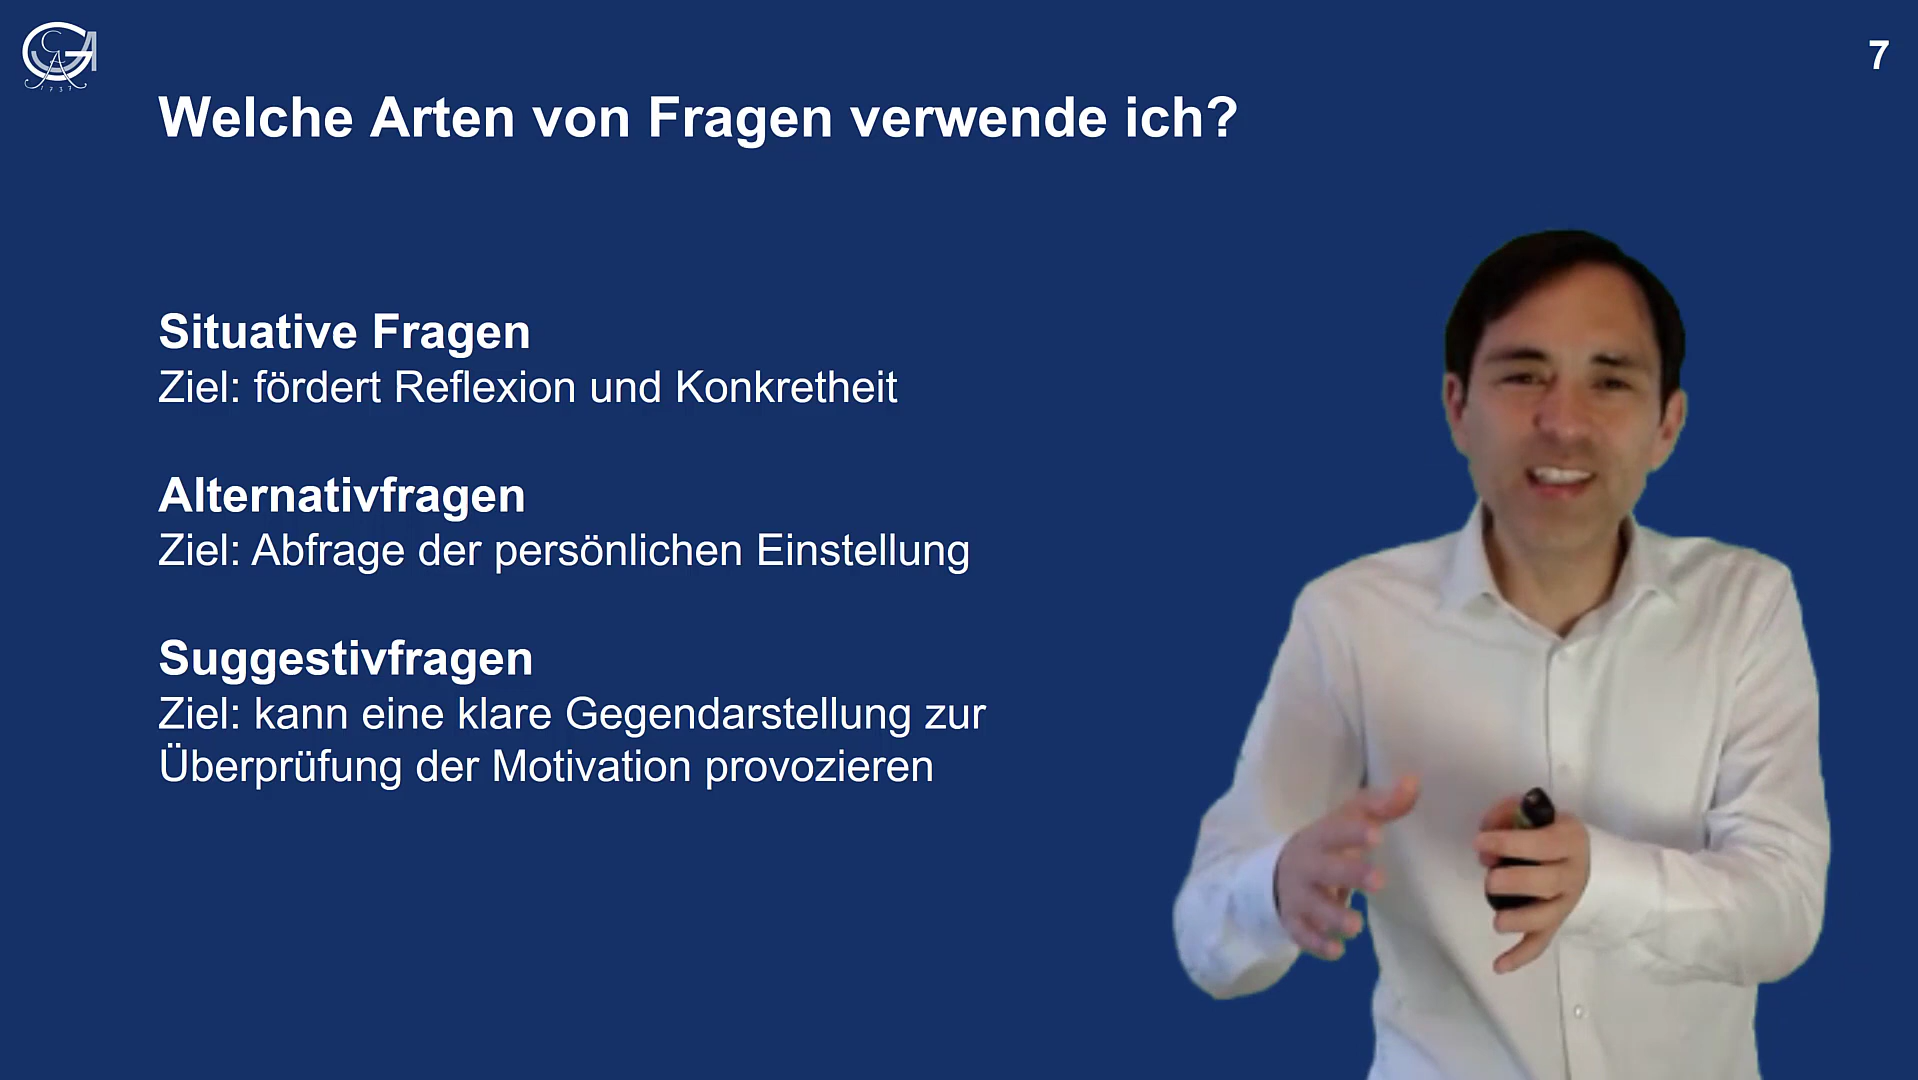 7
Welche Arten von Fragen verwende ich?
Situative Fragen
Ziel: fördert Reflexion und Konkretheit
Alternativfragen
Ziel: Abfrage der persönlichen Einstellung
Suggestivfragen
Ziel: kann eine klare Gegendarstellung zur
Überprüfung der Motivation provozieren